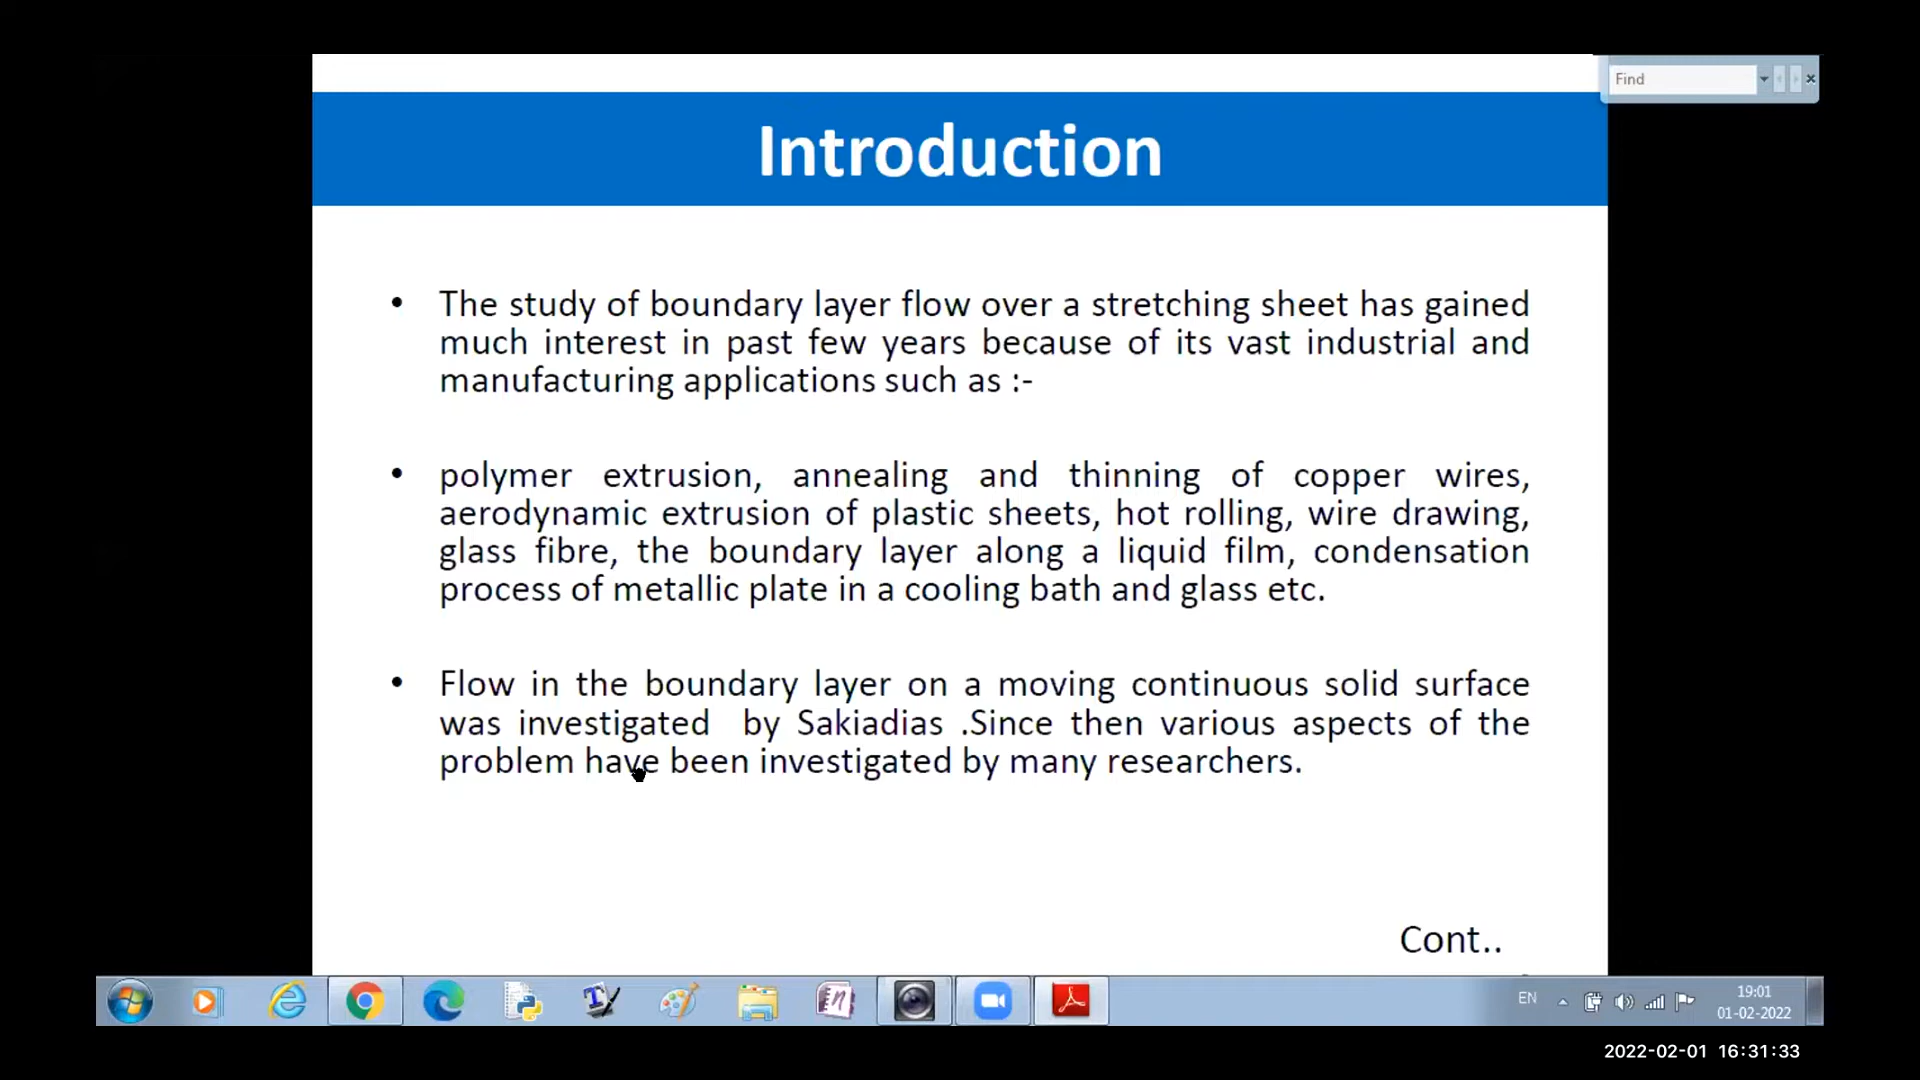 Find
Introduction
• The study of boundary layer flow over a stretching sheet has gained
much interest in past few years because of its vast industrial and
manufacturing applications such as :-
• polymer extrusion, annealing and thinning of copper wires,
aerodynamic extrusion of plastic sheets, hot rolling, wire drawing,
glass fibre, the boundary layer along a liquid film, condensation
process of metallic plate in a cooling bath and glass etc.
• Flow in the boundary layer on a moving continuous solid surface
was investigated by Sakiadias .Since then various aspects of the
problem have been investigated by many researchers.
Cont..
EN
19:01
01-02-2022
2022-02-01 16:31:33